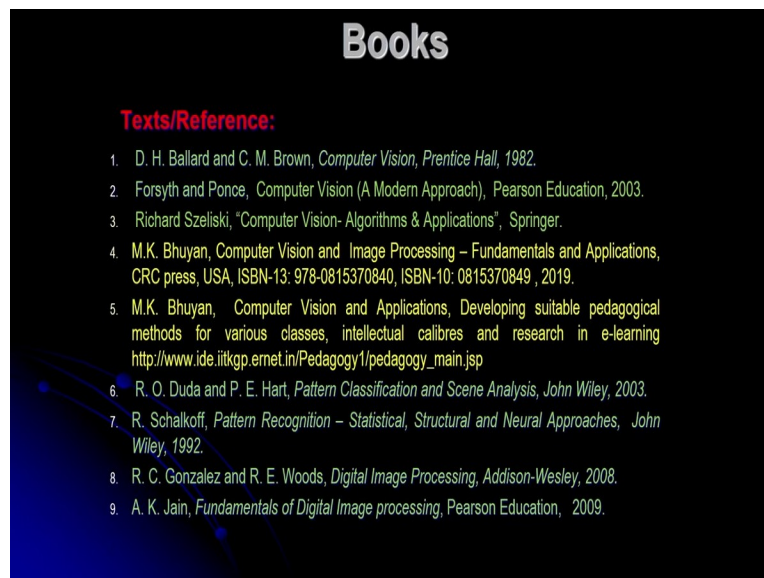 Books
Texts/Reference:
1. D. H. Ballard and C. M. Brown, Computer Vision, Prentice Hall, 1982.
2. Forsyth and Ponce, Computer Vision (A Modern Approach), Pearson Education, 2003.
3. Richard Szeliski, “Computer Vision- Algorithms & Applications”, Springer.
4. M.K. Bhuyan, Computer Vision and Image Processing – Fundamentals and Applications,
CRC press, USA, ISBN-13: 978-0815370840, ISBN-10: 0815370849 , 2019.
5. M.K. Bhuyan, Computer Vision and Applications, Developing suitable pedagogical
methods for various classes, intellectual calibres and research in e-learning
http://www.ide.iitkgp.ernet.in/Pedagogy1/pedagogy_main.jsp
6. R. O. Duda and P. E. Hart, Pattern Classification and Scene Analysis, John Wiley, 2003.
7. R. Schalkoff, Pattern Recognition – Statistical, Structural and Neural Approaches, John
Wiley, 1992.
8. R. C. Gonzalez and R. E. Woods, Digital Image Processing, Addison-Wesley, 2008.
9. A. K. Jain, Fundamentals of Digital Image processing, Pearson Education, 2009.